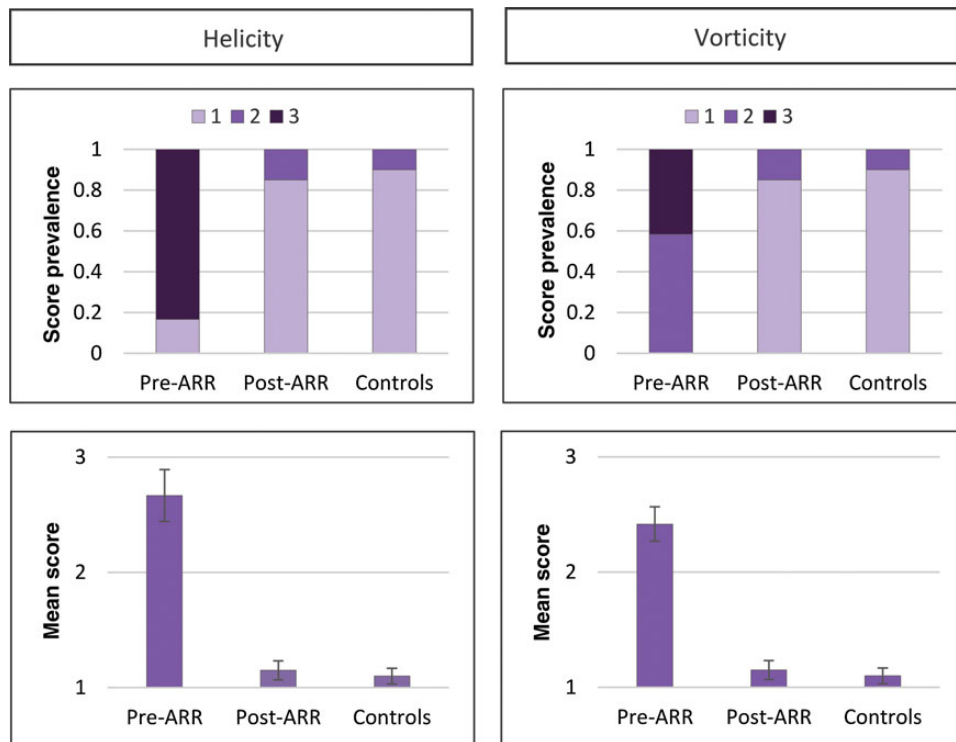 Helicity
Vorticity
1 2 3
Score prevalence
1
0.8
0.6
0.4
0.2
0
Pre-ARR Post-ARR Controls
1 2 3
Score prevalence
1
0.8
0.6
0.4
0.2
0
Pre-ARR Post-ARR Controls
Mean score
3
2
1
Pre-ARR Post-ARR Controls
Mean score
3
2
1
Pre-ARR Post-ARR Controls